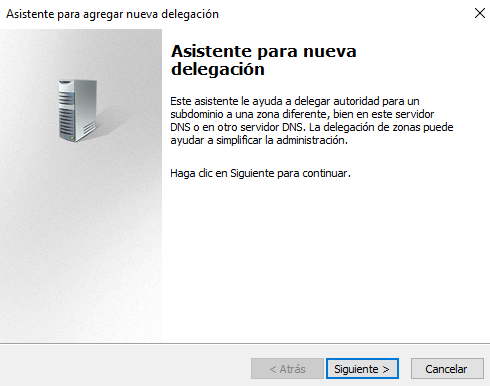 Asistente para agregar nueva delegación
Asistente para nueva
delegación
Este asistente le ayuda a delegar autoridad para un
subdominio a una zona diferente, bien en este servidor
DNS o en otro servidor DNS. La delegación de zonas puede
ayudar a simplificar la administración.
Haga clic en Siguiente para continuar.
< Atrás Siguiente > Cancelar